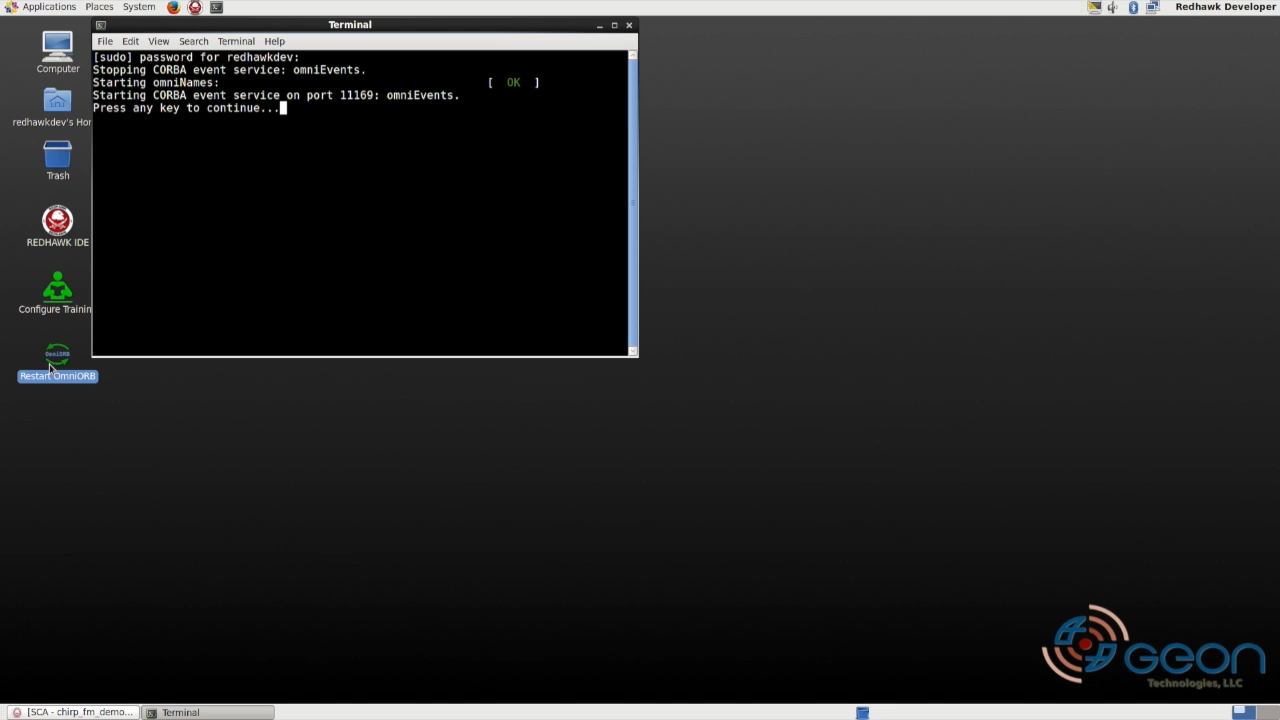 Applications Places System Redhawk Developer
Terminal
File Edit View Search Terminal Help
[sudo] password for redhawkdev:
Stopping CORBA event service: omniEvents.
Starting omniNames: [ OK ]
Starting CORBA event service on port 11169: omniEvents.
Press any key to continue...
Computer
redhawkdev's Hor
Trash
REDHAWK IDE
Configure Trainin
OmniORB
Restart OmniORB
GEON
Technologies, LLC
[SCA - chirp_fm_demo... Terminal